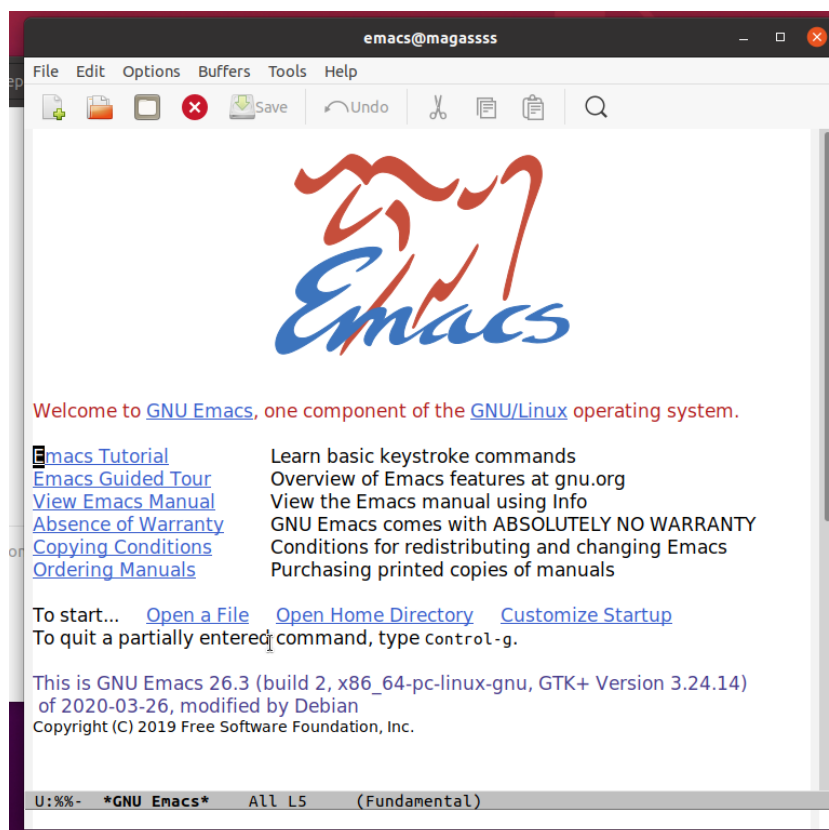 emacs@magassss
File Edit Options Buffers Tools Help
Save Undo
Emacs
Welcome to GNU Emacs, one component of the GNU/Linux operating system.
Emacs Tutorial Learn basic keystroke commands
Emacs Guided Tour Overview of Emacs features at gnu.org
View Emacs Manual View the Emacs manual using Info
Absence of Warranty GNU Emacs comes with ABSOLUTELY NO WARRANTY
Copying Conditions Conditions for redistributing and changing Emacs
Ordering Manuals Purchasing printed copies of manuals
To start... Open a File Open Home Directory Customize Startup
To quit a partially entered command, type Control-g.
This is GNU Emacs 26.3 (build 2, x86_64-pc-linux-gnu, GTK+ Version 3.24.14)
of 2020-03-26, modified by Debian
Copyright (C) 2019 Free Software Foundation, Inc.
U:%%- *GNU Emacs* All L5 (Fundamental)